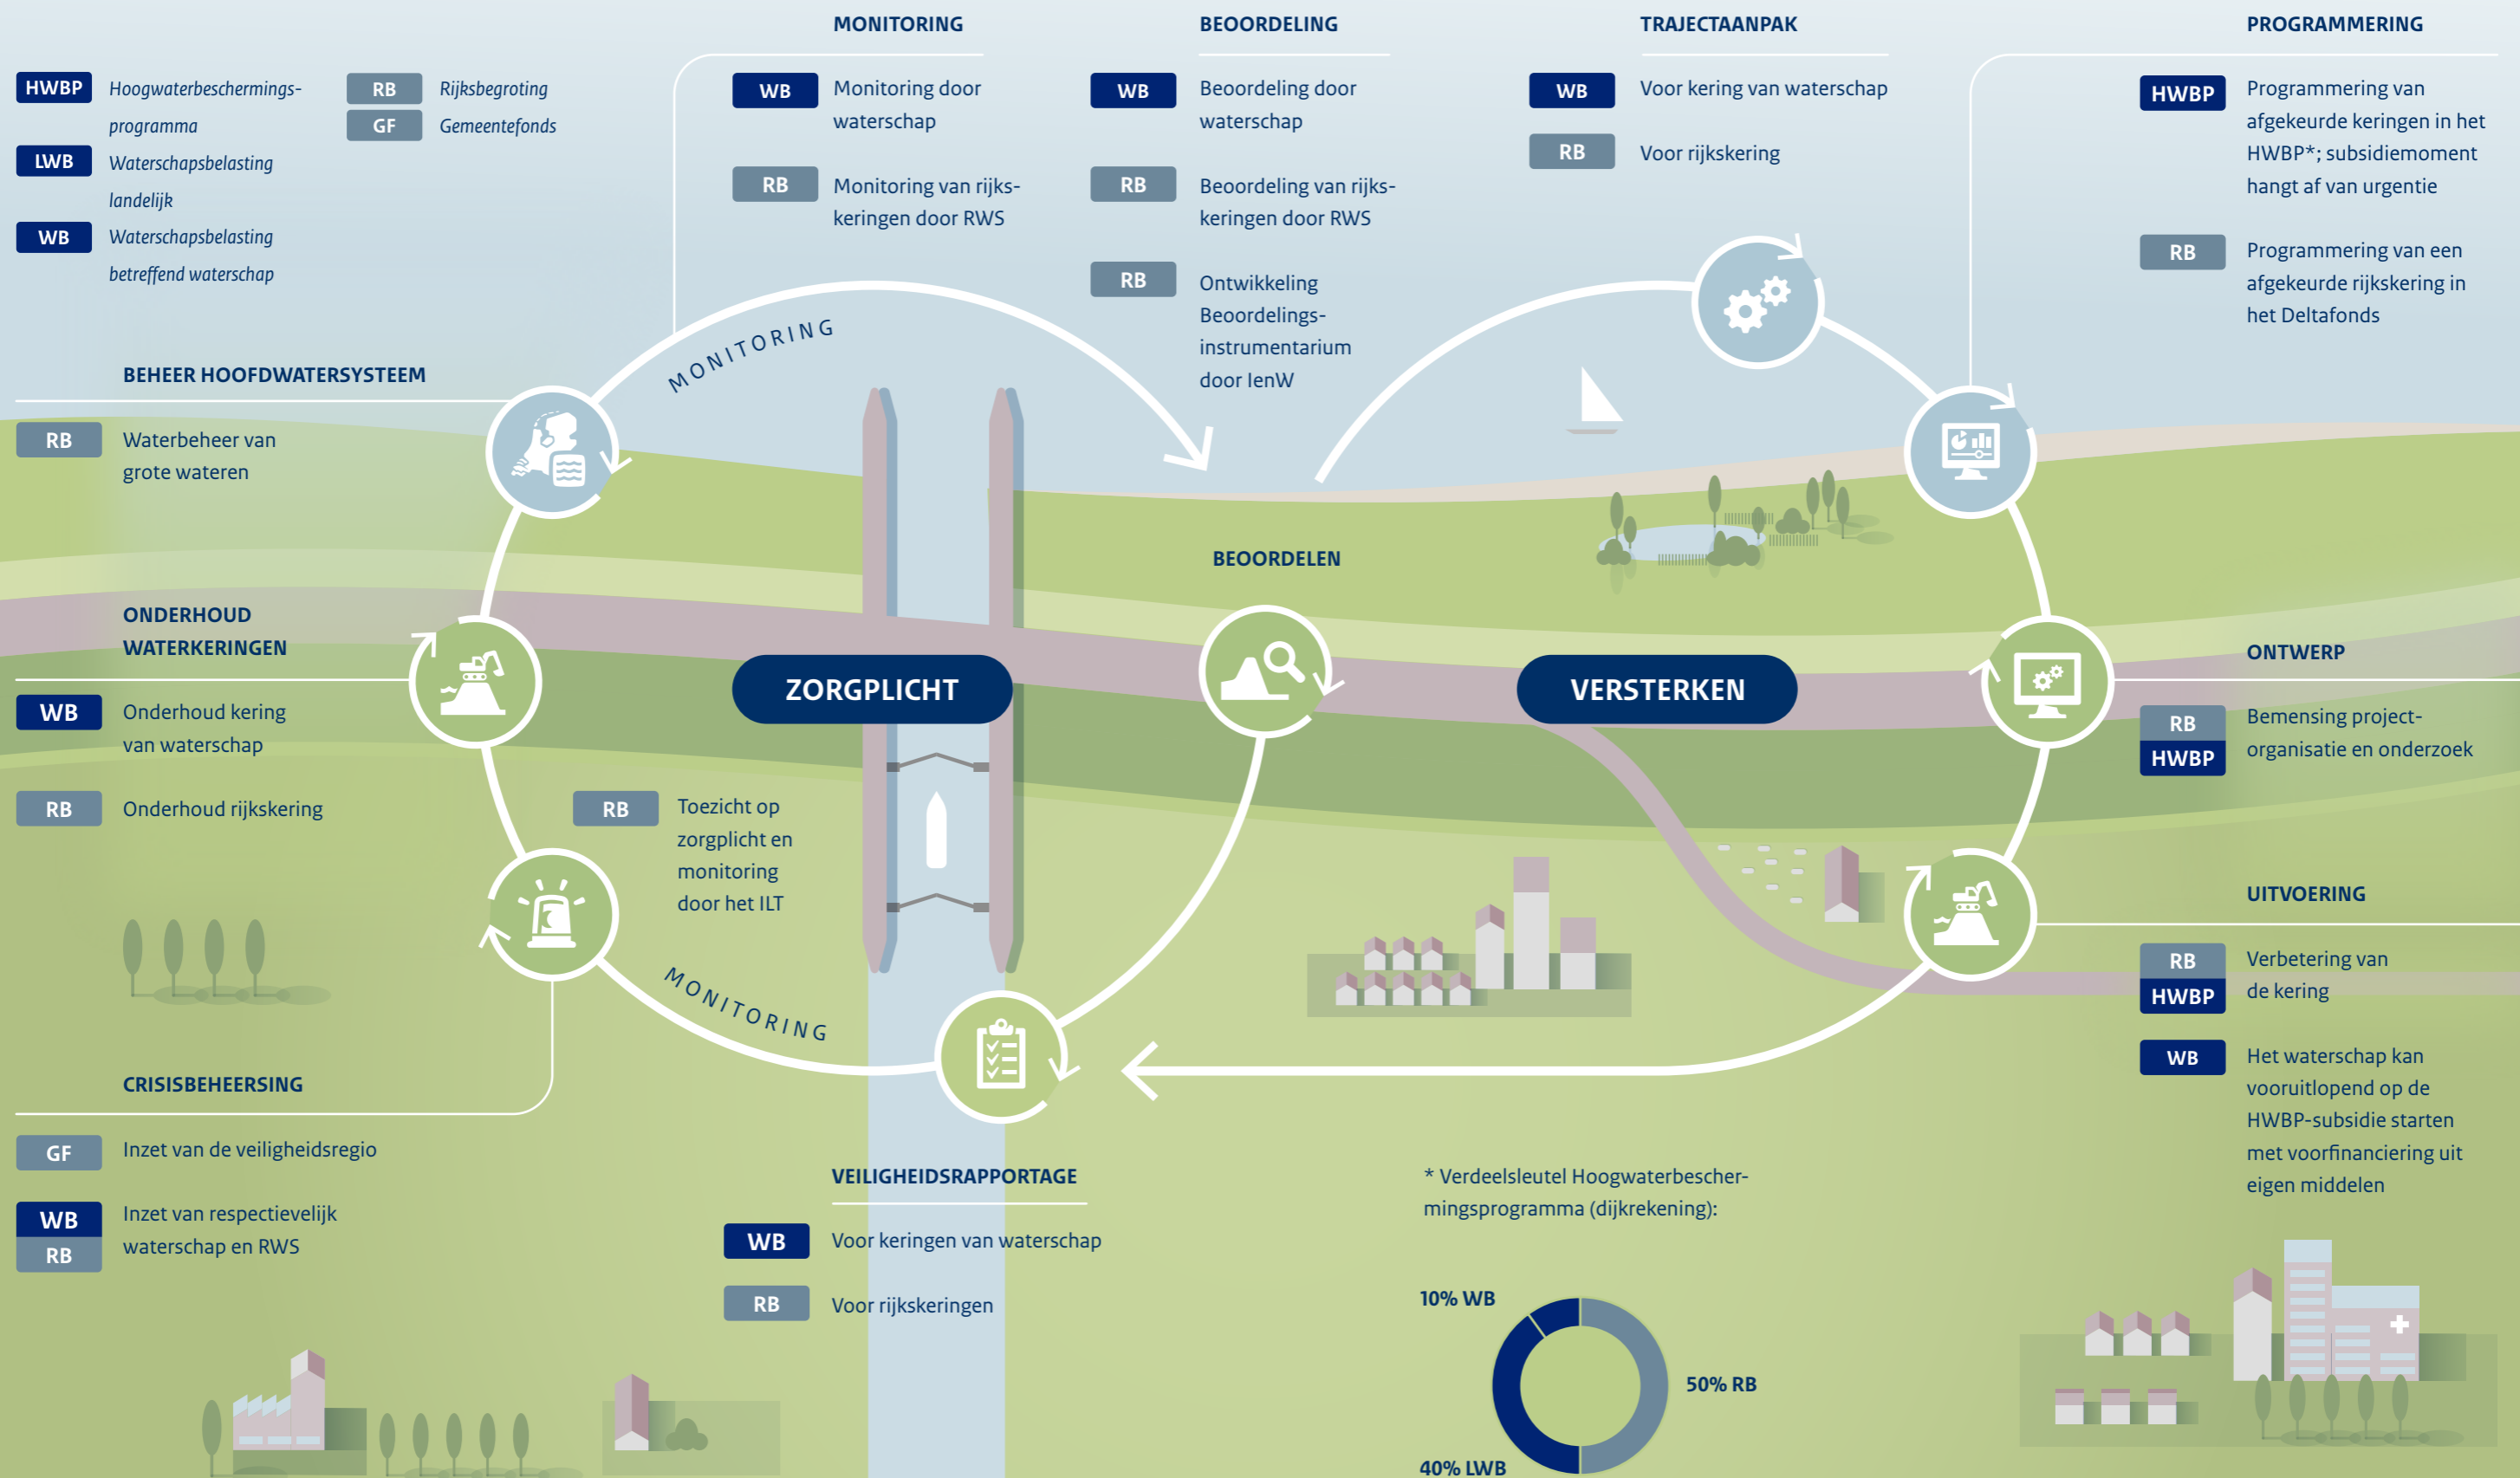 HWBP
Hoogwaterbeschermings-
programma
LWB
Waterschapsbelasting
landelijk
WB
Waterschapsbelasting
betreffend waterschap
RB
Rijksbegroting
GF
Gemeentefonds
MONITORING
WB
Monitoring door
waterschap
RB
Monitoring van rijks-
keringen door RWS
BEOORDELING
WB
Beoordeling door
waterschap
RB
Beoordeling van rijks-
keringen door RWS
RB
Ontwikkeling
Beoordelings-
instrumentarium
door IenW
TRAJECTAANPAK
WB
Voor kering van waterschap
RB
Voor rijkskering
PROGRAMMERING
HWBP
Programmering van
afgekeurde keringen in het
HWBP*; subsidiemoment
hangt af van urgentie
RB
Programmering van een
afgekeurde rijkskering in
het Deltafonds
BEHEER HOOFDWATERSYSTEEM
RB
Waterbeheer van
grote wateren
MONITORING
BEOORDELEN
ONDERHOUD
WATERKERINGEN
WB
Onderhoud kering
van waterschap
RB
Onderhoud rijkskering
ZORGPLICHT
VERSTERKEN
RB
Toezicht op
zorgplicht en
monitoring
door het ILT
MONITORING
ONTWERP
RB
HWBP
Bemensing project-
organisatie en onderzoek
UITVOERING
RB
HWBP
Verbetering van
de kering
WB
Het waterschap kan
vooruitlopend op de
HWBP-subsidie starten
met voorfinanciering uit
eigen middelen
CRISISBEHEERSING
GF
Inzet van de veiligheidsregio
WB
RB
Inzet van respectievelijk
waterschap en RWS
VEILIGHEIDSRAPPORTAGE
WB
Voor keringen van waterschap
RB
Voor rijkskeringen
* Verdeelsleutel Hoogwaterbescher-
mingsprogramma (dijkrekening):
10% WB
50% RB
40% LWB